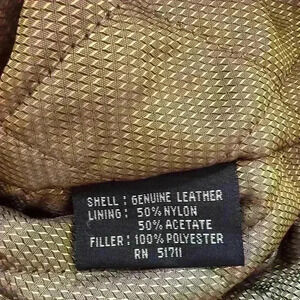 SHELL : GENUINE LEATHER
LINING : 50% NYLON
50% ACETATE
FILLER : 100% POLYESTER
RN 51711